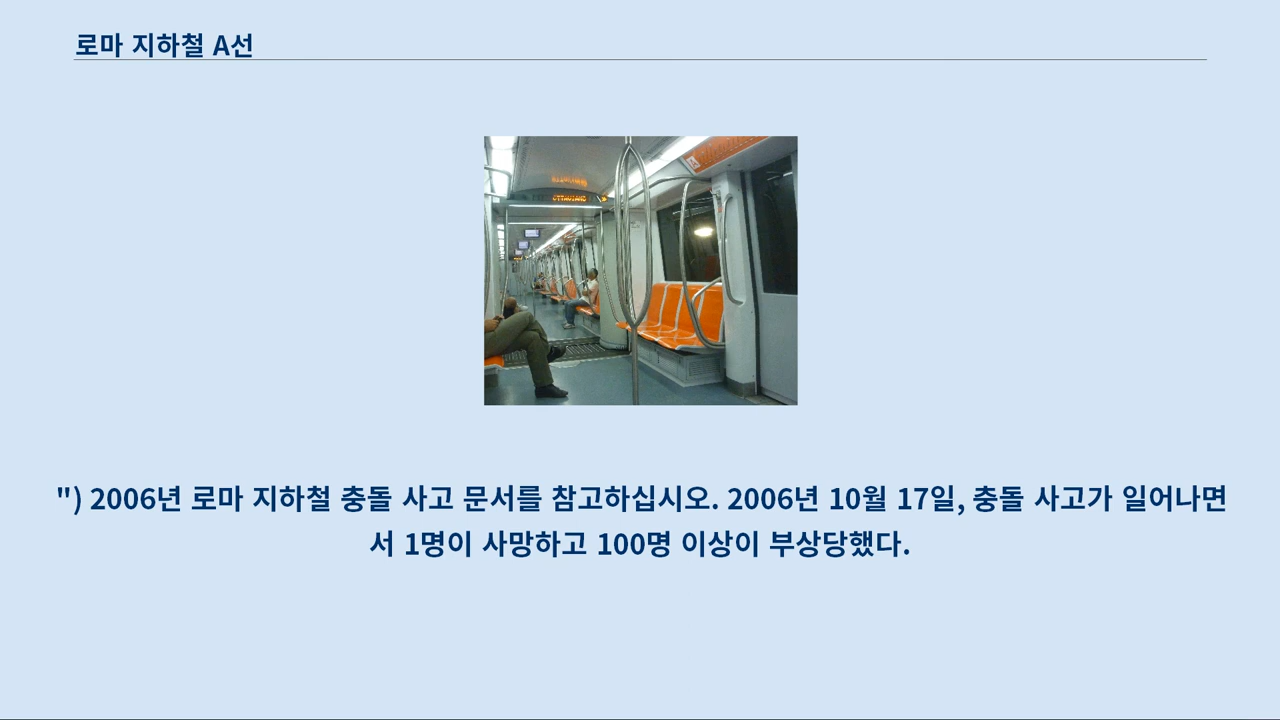 로마 지하철 A선
OTTAVIANO
") 2006년 로마 지하철 충돌 사고 문서를 참고하십시오. 2006년 10월 17일, 충돌 사고가 일어나면
서 1명이 사망하고 100명 이상이 부상당했다.